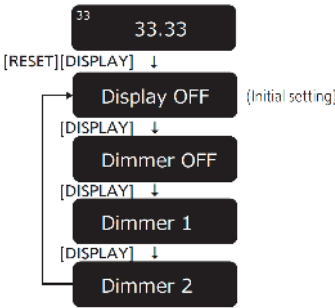 33
33.33
[RESET][DISPLAY] ↓
Display OFF (Initial setting)
[DISPLAY] ↓
Dimmer OFF
[DISPLAY] ↓
Dimmer 1
[DISPLAY] ↓
Dimmer 2